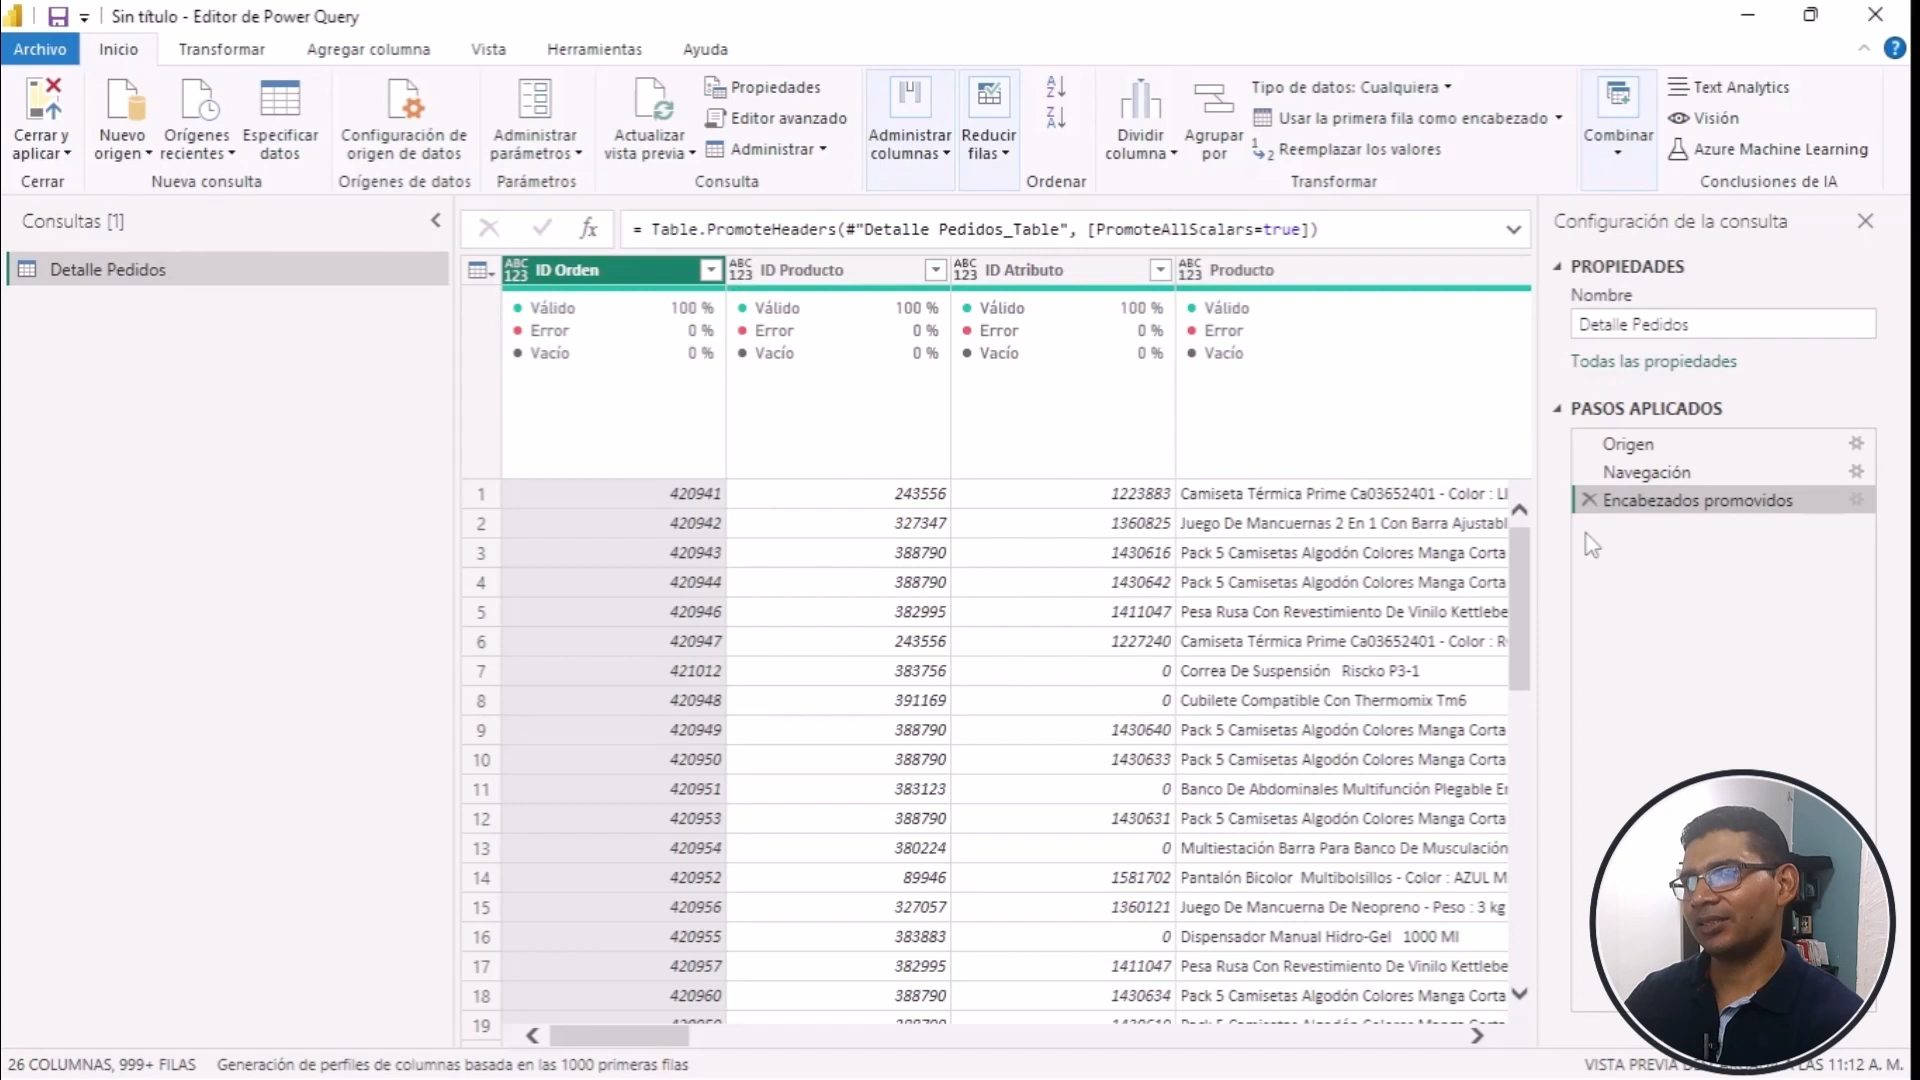 Sin título - Editor de Power Query
Archivo Inicio Transformar Agregar columna Vista Herramientas Ayuda
Cerrar y aplicar
Nuevo origen
Orígenes recientes
Especificar datos
Configuración de origen de datos
Administrar parámetros
Actualizar vista previa
Propiedades
Editor avanzado
Administrar
Administrar columnas
Reducir filas
Dividir columna
Agrupar por
Tipo de datos: Cualquiera
Usar la primera fila como encabezado
Reemplazar los valores
Combinar
Text Analytics
Visión
Azure Machine Learning
Cerrar Nueva consulta Orígenes de datos Parámetros Consulta Ordenar Transformar Conclusiones de IA
Consultas [1]
Detalle Pedidos
fx = Table.PromoteHeaders(#"Detalle Pedidos_Table", [PromoteAllScalars=true])
ABC 123 ID Orden ABC 123 ID Producto ABC 123 ID Atributo ABC 123 Producto
Válido 100 % Válido 100 % Válido 100 % Válido
Error 0 % Error 0 % Error 0 % Error
Vacío 0 % Vacío 0 % Vacío 0 % Vacío
1 420941 243556 1223883 Camiseta Térmica Prime Ca03652401 - Color :
2 420942 327347 1360825 Juego De Mancuernas 2 En 1 Con Barra Ajustabl
3 420943 388790 1430616 Pack 5 Camisetas Algodón Colores Manga Corta
4 420944 388790 1430642 Pack 5 Camisetas Algodón Colores Manga Corta
5 420946 382995 1411047 Pesa Rusa Con Revestimiento De Vinilo Kettlebe
6 420947 243556 1227240 Camiseta Térmica Prime Ca03652401 - Color : R
7 421012 383756 0 Correa De Suspensión Riscko P3-1
8 420948 391169 0 Cubilete Compatible Con Thermomix Tm6
9 420949 388790 1430640 Pack 5 Camisetas Algodón Colores Manga Corta
10 420950 388790 1430633 Pack 5 Camisetas Algodón Colores Manga Corta
11 420951 383123 0 Banco De Abdominales Multifunción Plegable
12 420953 388790 1430631 Pack 5 Camisetas Algodón Colores Manga Corta
13 420954 380224 0 Multiestación Barra Para Banco De Musculación
14 420952 89946 1581702 Pantalón Bicolor Multibolsillos - Color : AZUL M
15 420956 327057 1360121 Juego De Mancuerna De Neopreno - Peso : 3 kg
16 420955 383883 0 Dispensador Manual Hidro-Gel 1000 Ml
17 420957 382995 1411047 Pesa Rusa Con Revestimiento De Vinilo Kettlebe
18 420960 388790 1430634 Pack 5 Camisetas Algodón Colores Manga Corta
19
Configuración de la consulta
PROPIEDADES
Nombre
Detalle Pedidos
Todas las propiedades
PASOS APLICADOS
Origen
Navegación
Encabezados promovidos
26 COLUMNAS, 999+ FILAS Generación de perfiles de columnas basada en las 1000 primeras filas
VISTA PREVIA LAS 11:12 A. M.